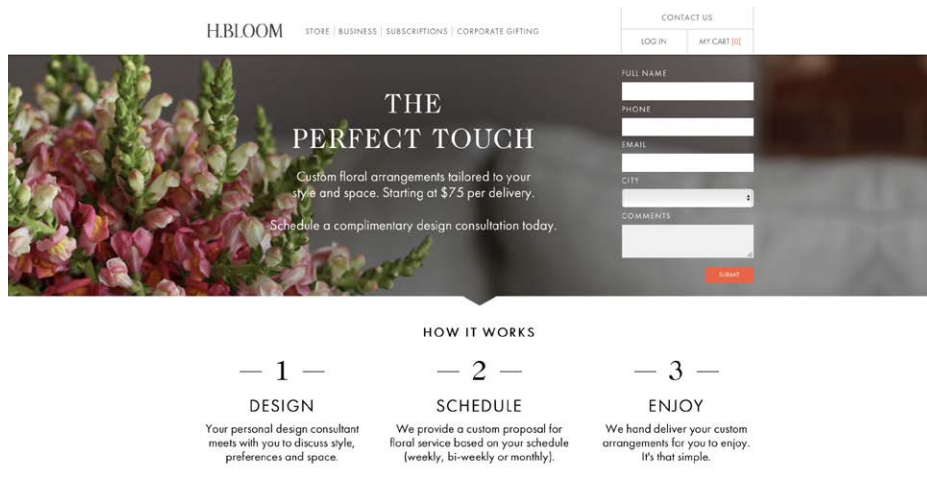 H.BLOOM
STORE | BUSINESS | SUBSCRIPTIONS | CORPORATE GIFTING
CONTACT US
LOG IN
MY CART [0]
THE
PERFECT TOUCH
Custom floral arrangements tailored to your
style and space. Starting at $75 per delivery.
Schedule a complimentary design consultation today.
FULL NAME
PHONE
EMAIL
CITY
COMMENTS
SUBMIT
HOW IT WORKS
— 1 —
DESIGN
Your personal design consultant
meets with you to discuss style,
preferences and space.
— 2 —
SCHEDULE
We provide a custom proposal for
floral service based on your schedule
(weekly, bi-weekly or monthly).
— 3 —
ENJOY
We hand deliver your custom
arrangements for you to enjoy.
It's that simple.